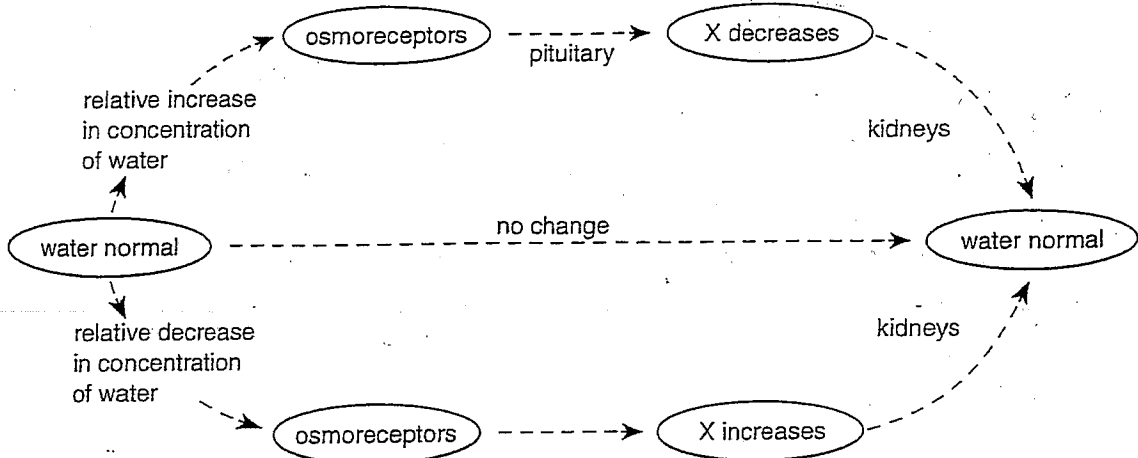 osmoreceptors
pituitary
X decreases
relative increase
in concentration
of water
kidneys
water normal
no change
water normal
relative decrease
in concentration
of water
kidneys
osmoreceptors
X increases